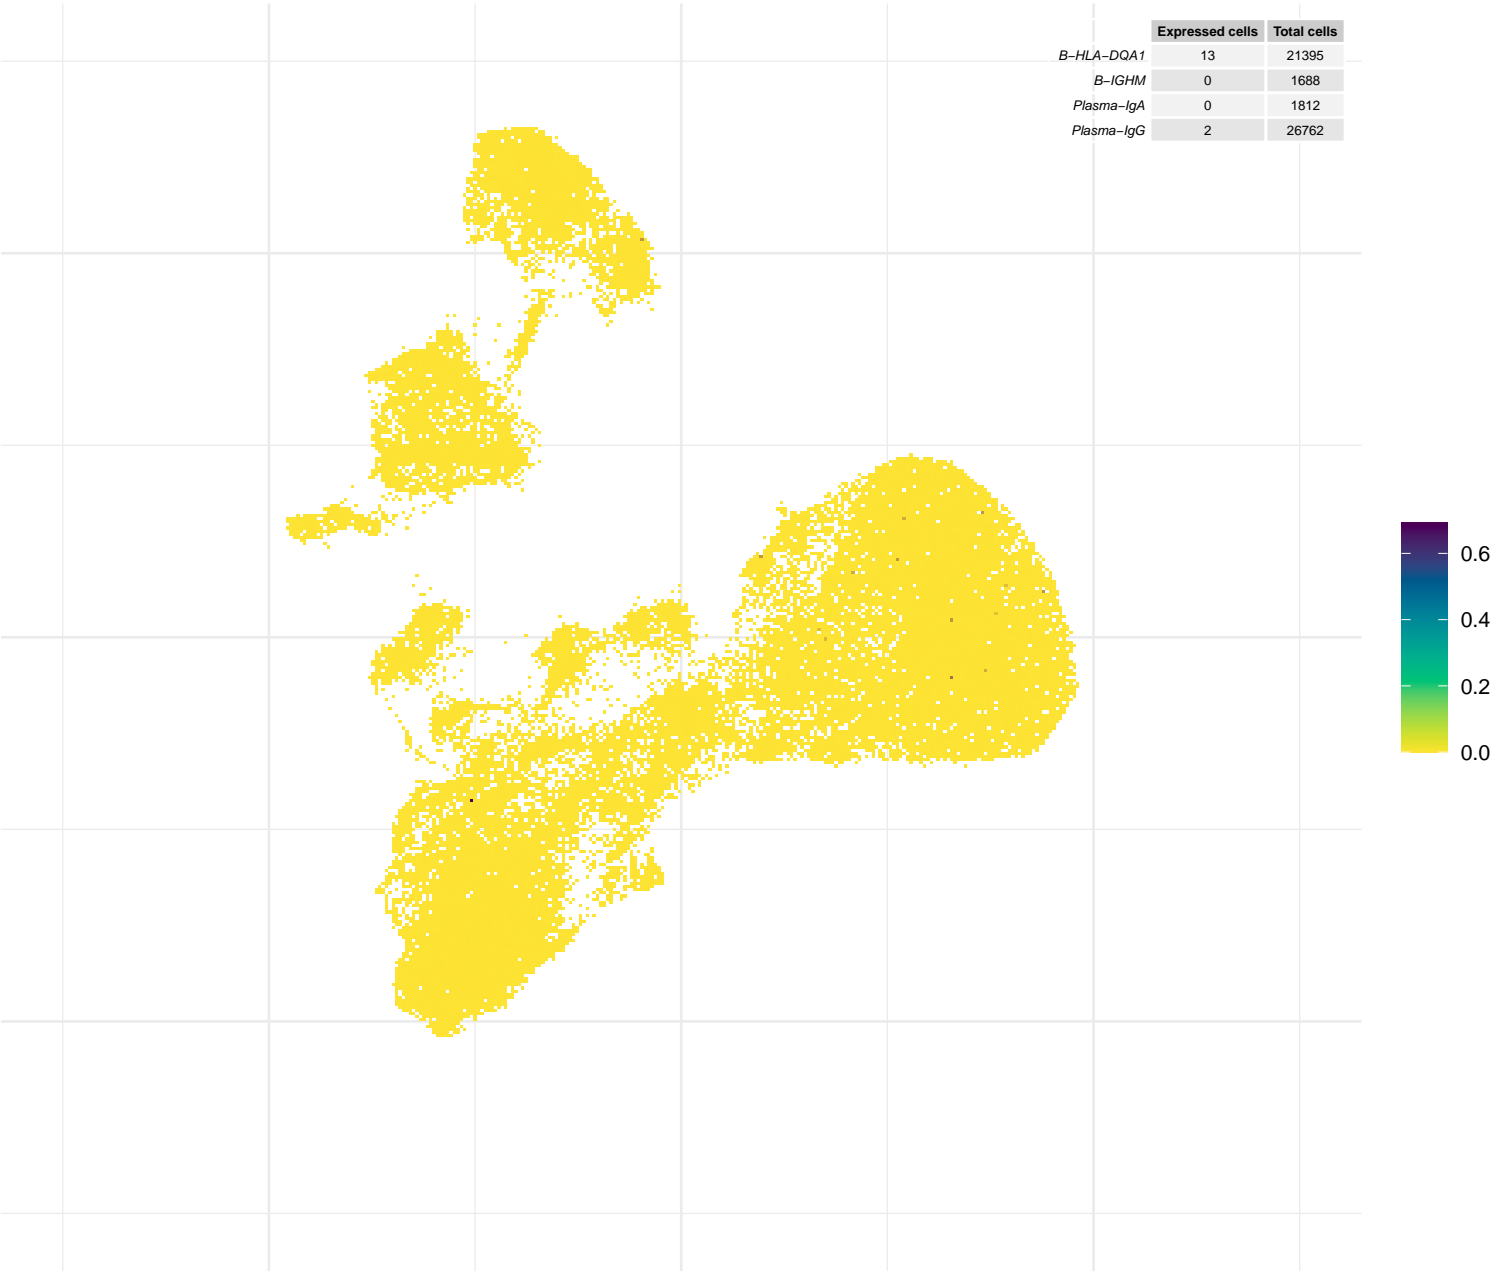 Expressed cells Total cells
B−HLA−DQA1 13 21395
B−IGHM 0 1688
Plasma−IgA 0 1812
Plasma−IgG 2 26762
0.6
0.4
0.2
0.0